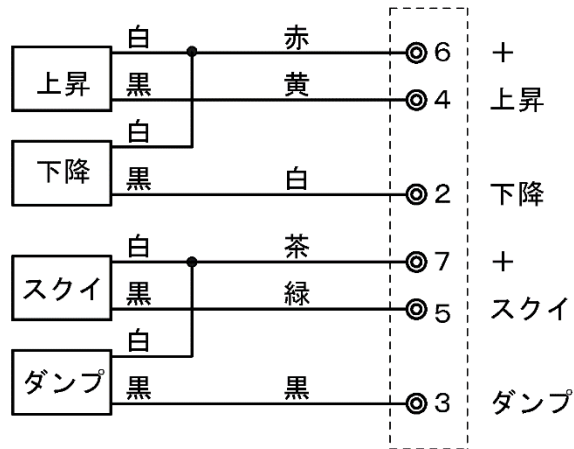 白 赤 6 ＋
上昇 黒 黄 4 上昇
白
下降 黒 白 2 下降
白 茶 7 ＋
スクイ 黒 緑 5 スクイ
白
ダンプ 黒 黒 3 ダンプ